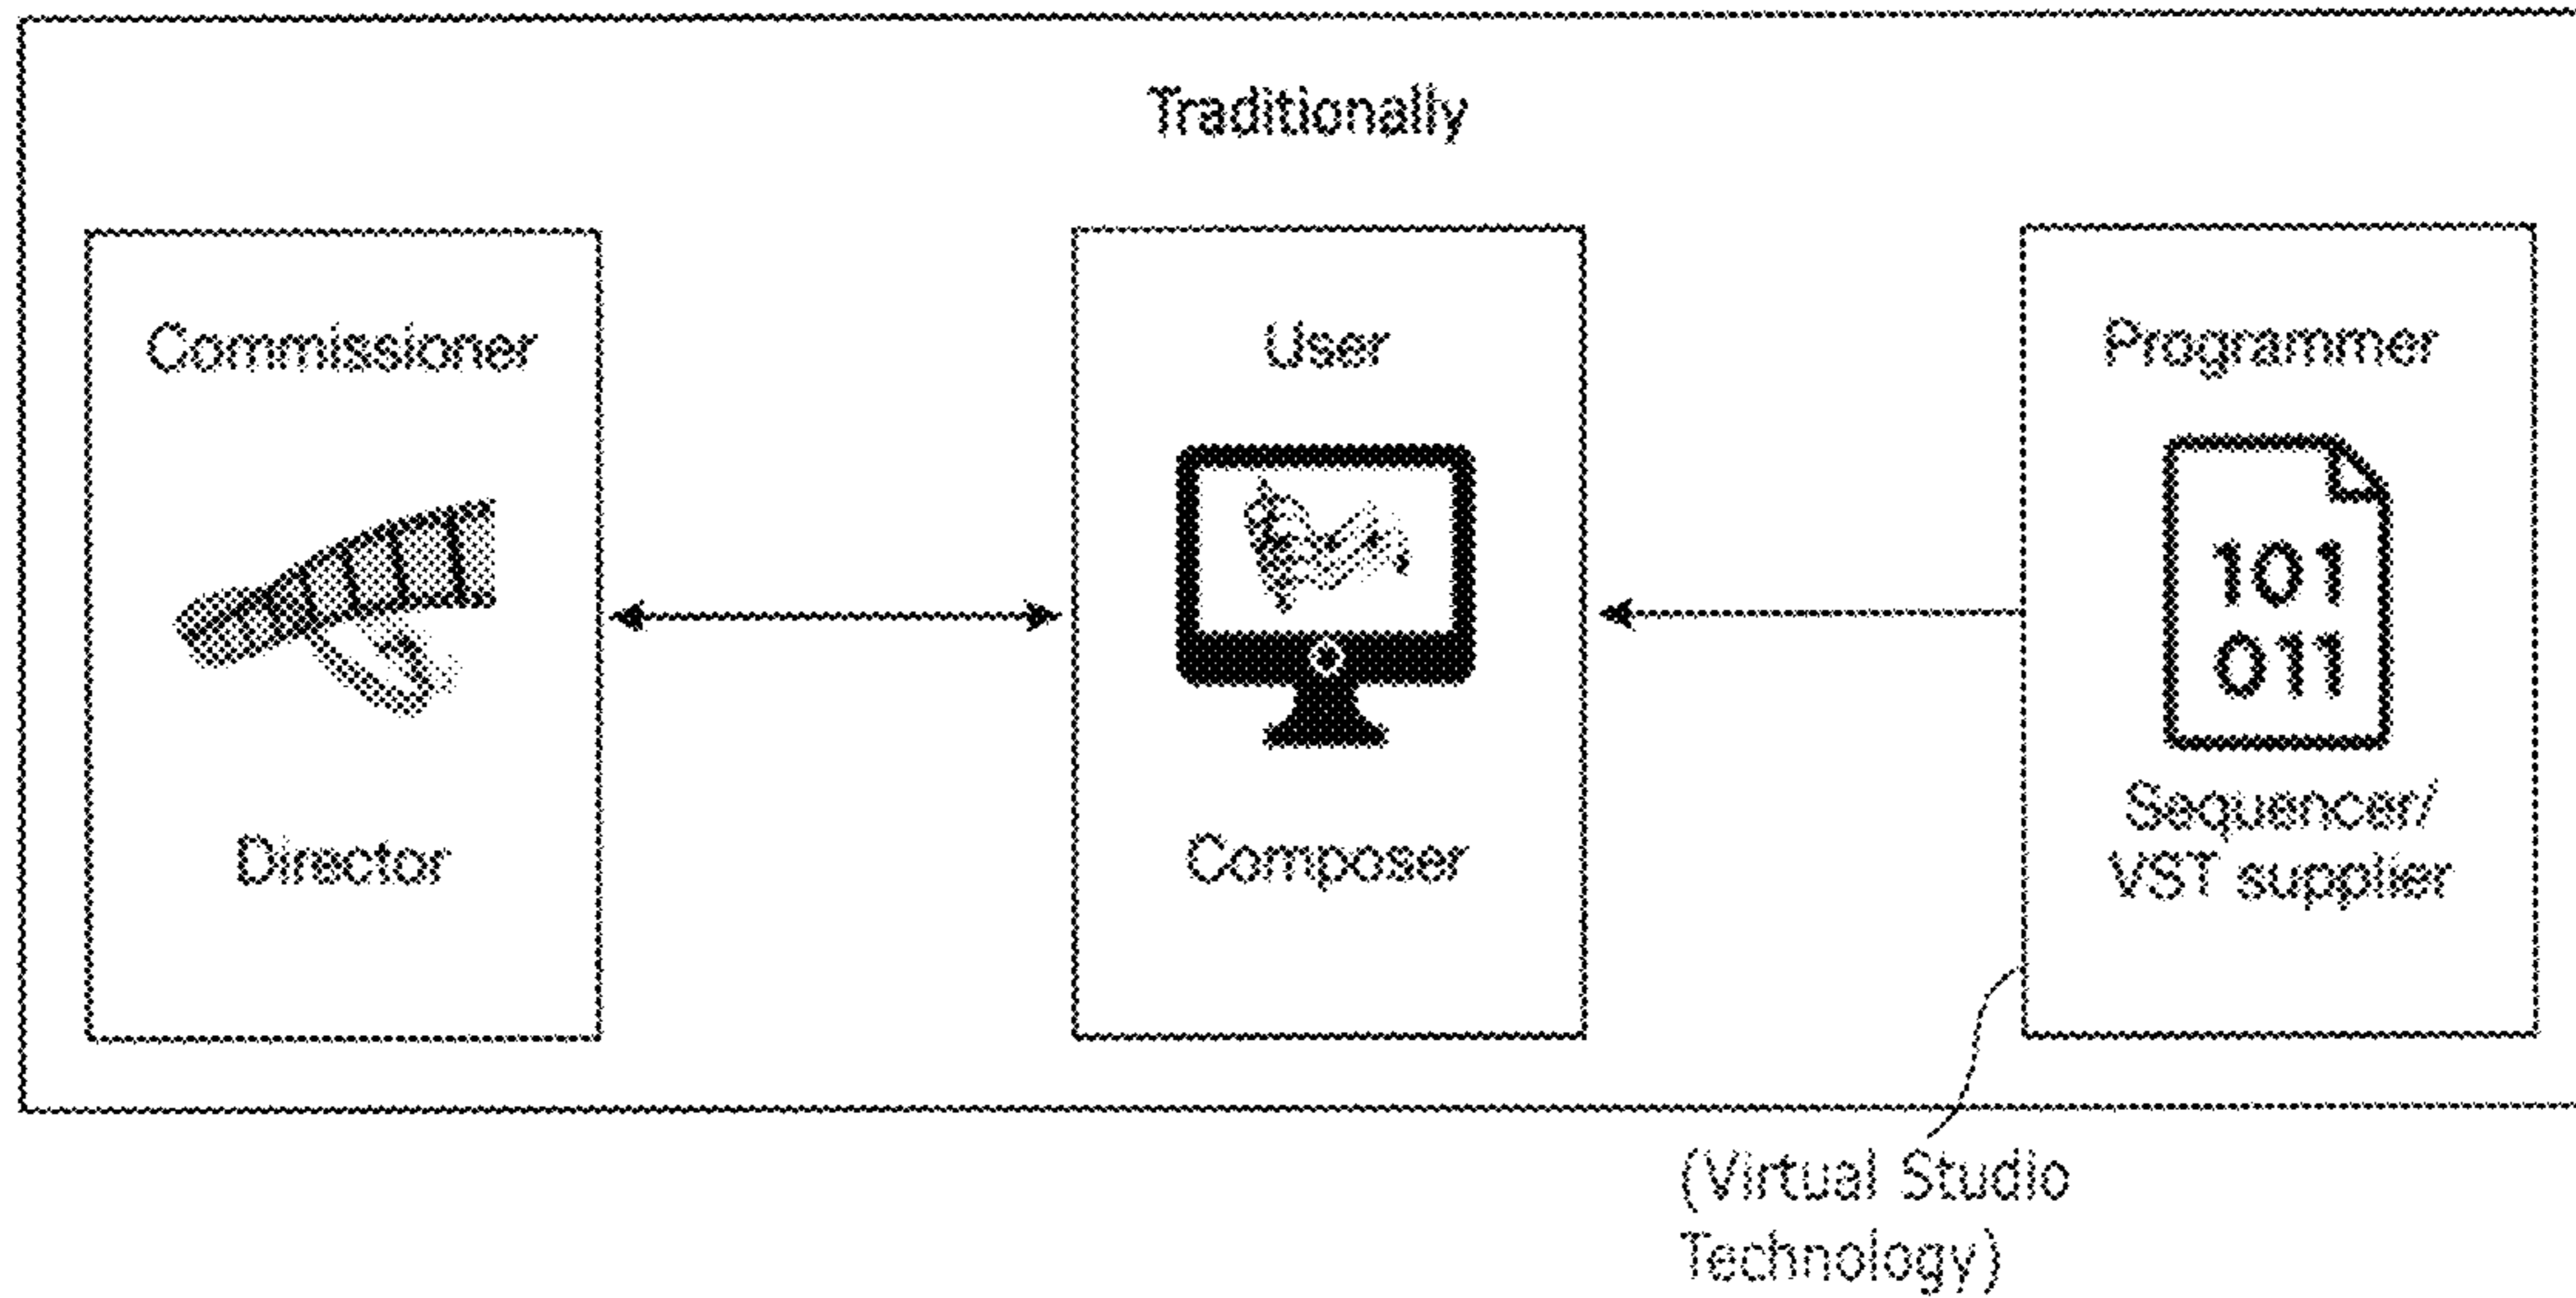 Traditionally
Commissioner
Director
User
Composer
Programmer
101
011
Sequencer/
VST supplier
(Virtual Studio
Technology)